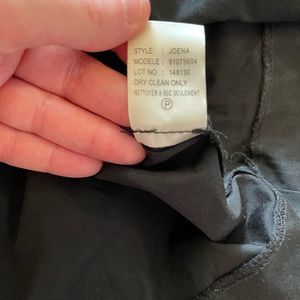 STYLE : JOENA
MODELE : 91075604
LOT NO : 148130
DRY CLEAN ONLY
NETTOYER A SEC SEULEMENT
P